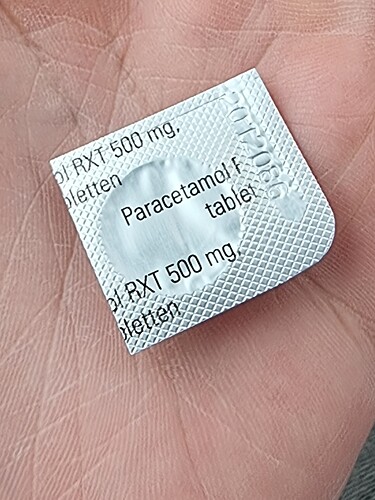 ol RXT 500 mg,
bletten
Paracetamol R
tablet
ol RXT 500 mg,
bletten